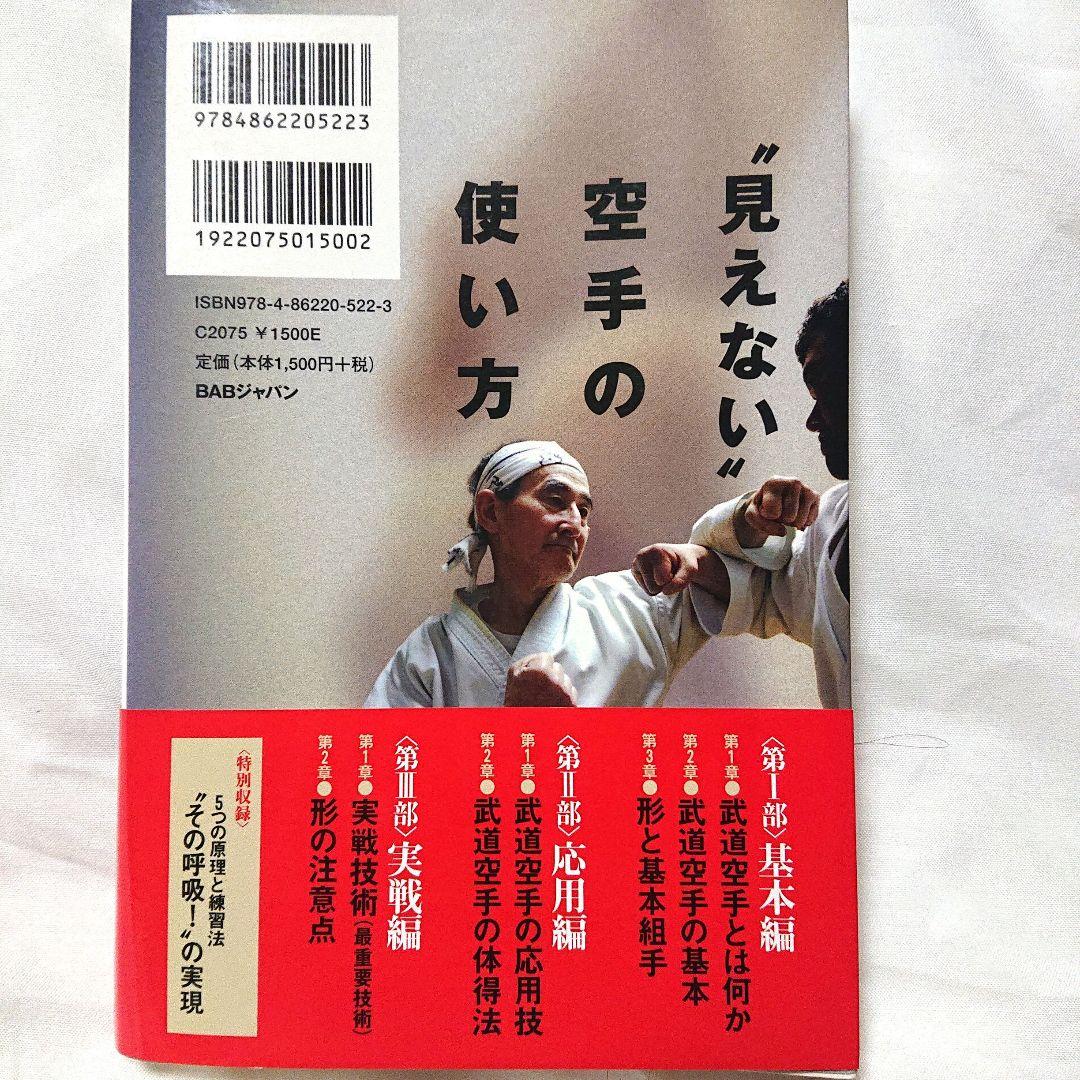 9784862205223
1922075015002
ISBN978-4-86220-522-3
C2075 ￥1500E
定価（本体1,500円＋税）
BABジャパン
〝見えない〟
空手の
使い方
〈第Ⅰ部〉基本編
第1章●武道空手とは何か
第2章●武道空手の基本
第3章●形と基本組手
〈第Ⅱ部〉応用編
第1章●武道空手の応用技
第2章●武道空手の体得法
〈第Ⅲ部〉実戦編
第1章●実戦技術（最重要技術）
第2章●形の注意点
〈特別収録〉
5つの原理と練習法
〝その呼吸！〟の実現